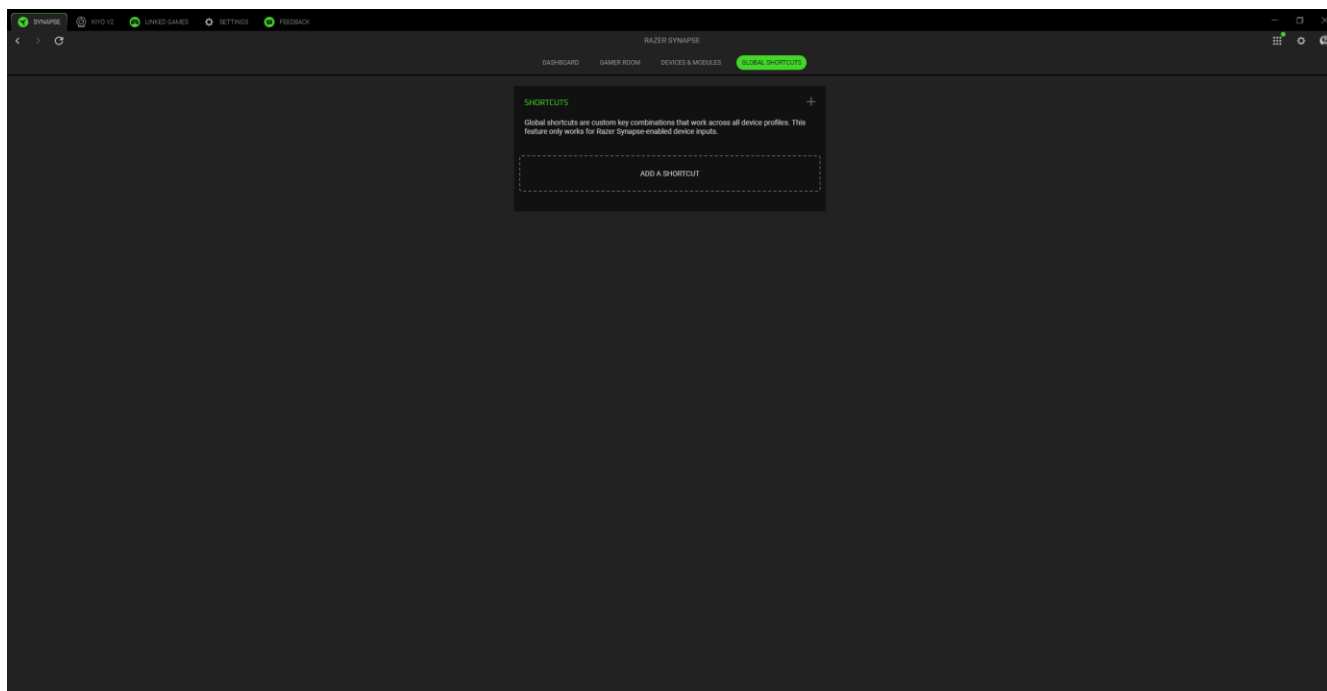 SYNAPSE KIYO V2 LINKED GAMES SETTINGS FEEDBACK
RAZER SYNAPSE
DASHBOARD GAMER ROOM DEVICES & MODULES GLOBAL SHORTCUTS
SHORTCUTS
Global shortcuts are custom key combinations that work across all device profiles. This
feature only works for Razer Synapse-enabled device inputs.
ADD A SHORTCUT